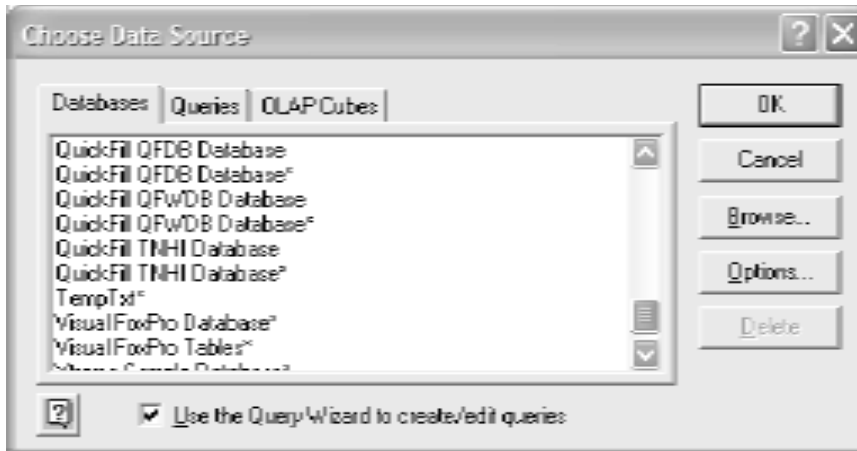 Choose Data Source
Databases Queries OLAP Cubes
QuickFill QFDB Database
QuickFill QFDB Database*
QuickFill QFWDB Database
QuickFill QFWDB Database*
QuickFill TNHI Database
QuickFill TNHI Database*
TempTxt*
Visual FoxPro Database*
Visual FoxPro Tables*
Sample Database*
OK
Cancel
Browse...
Options...
Delete
Use the Query Wizard to create/edit queries